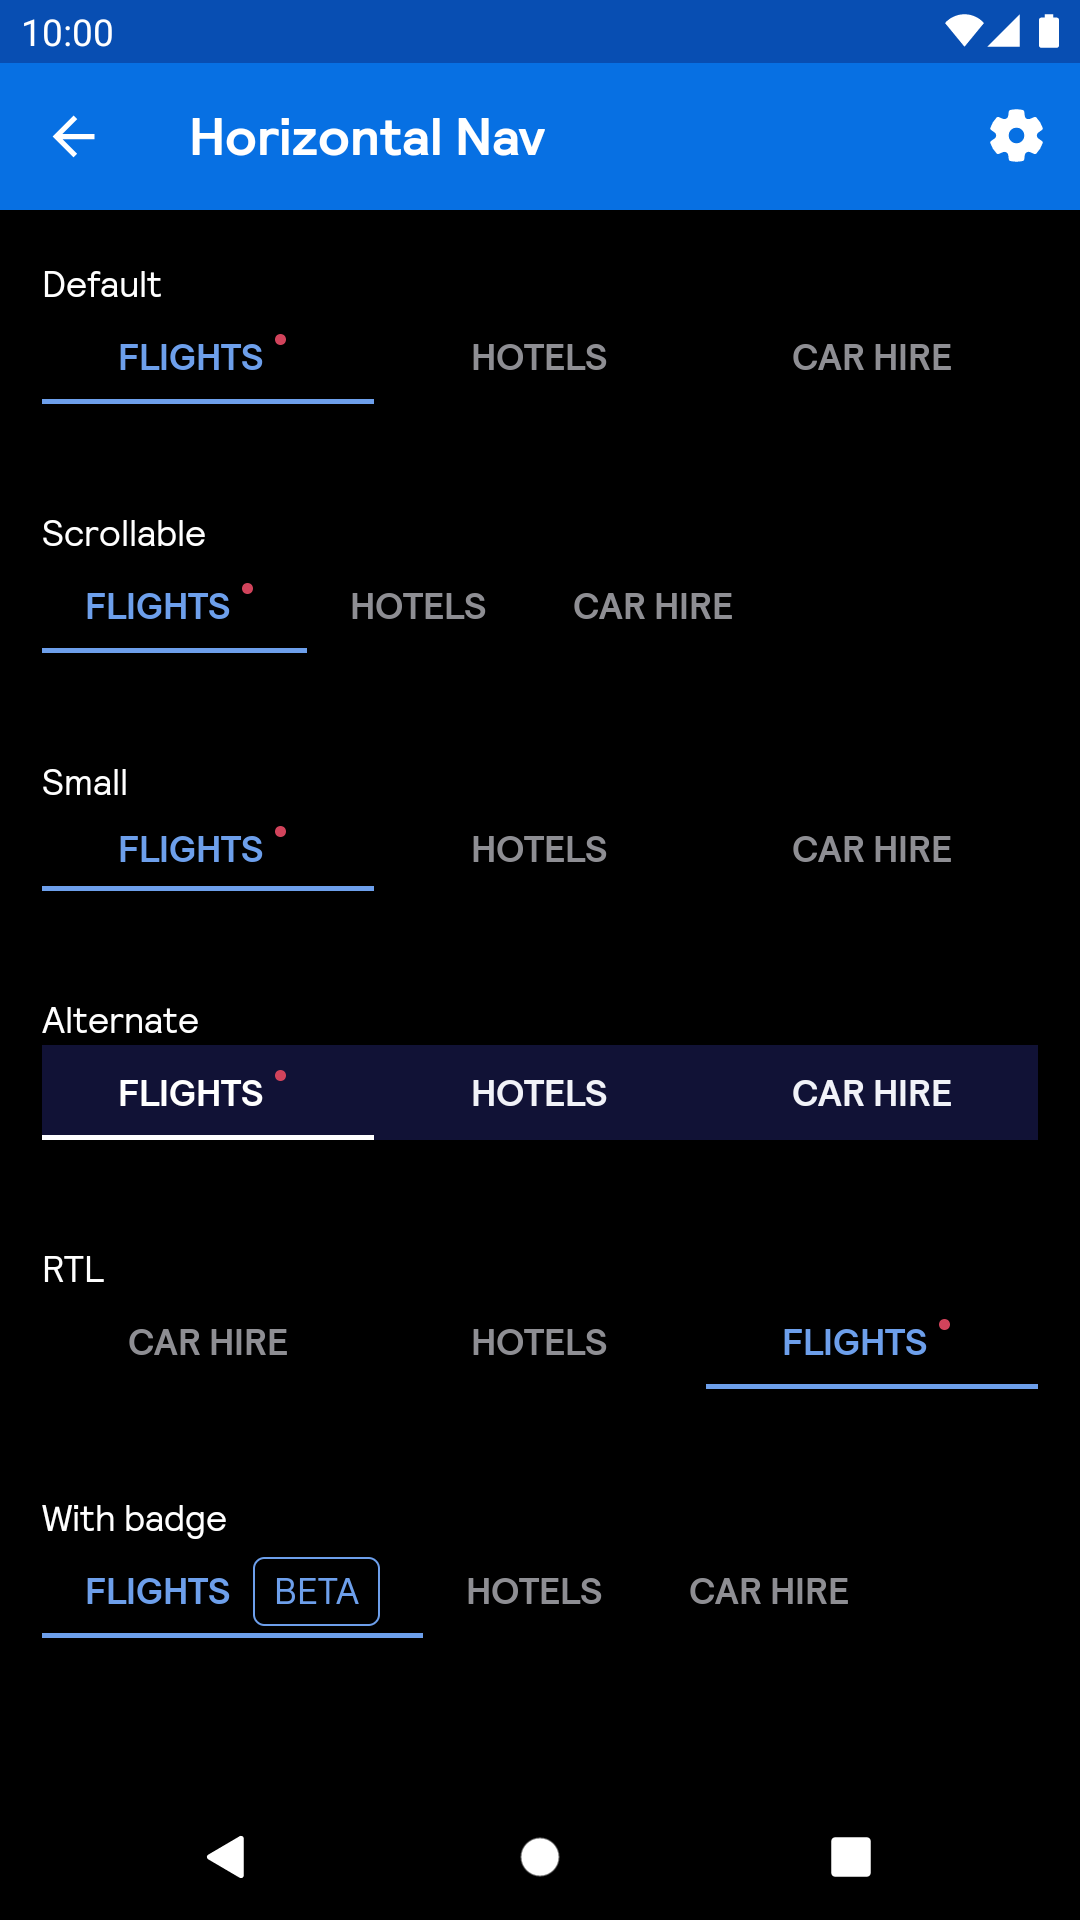 10:00
Horizontal Nav
Default
FLIGHTS HOTELS CAR HIRE
Scrollable
FLIGHTS HOTELS CAR HIRE
Small
FLIGHTS HOTELS CAR HIRE
Alternate
FLIGHTS HOTELS CAR HIRE
RTL
CAR HIRE HOTELS FLIGHTS
With badge
FLIGHTS BETA HOTELS CAR HIRE